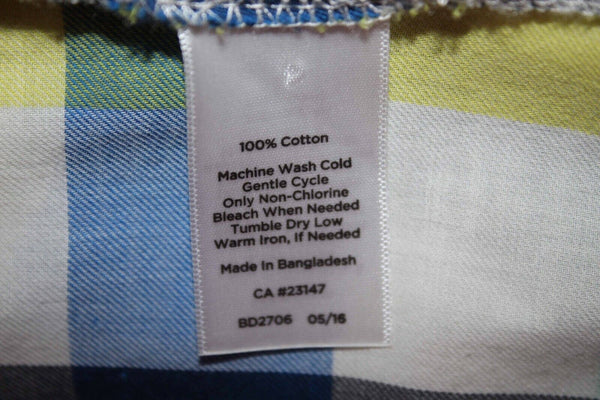 100% Cotton
Machine Wash Cold
Gentle Cycle
Only Non-Chlorine
Bleach When Needed
Tumble Dry Low
Warm Iron, If Needed
Made In Bangladesh
CA #23147
BD2706 05/16